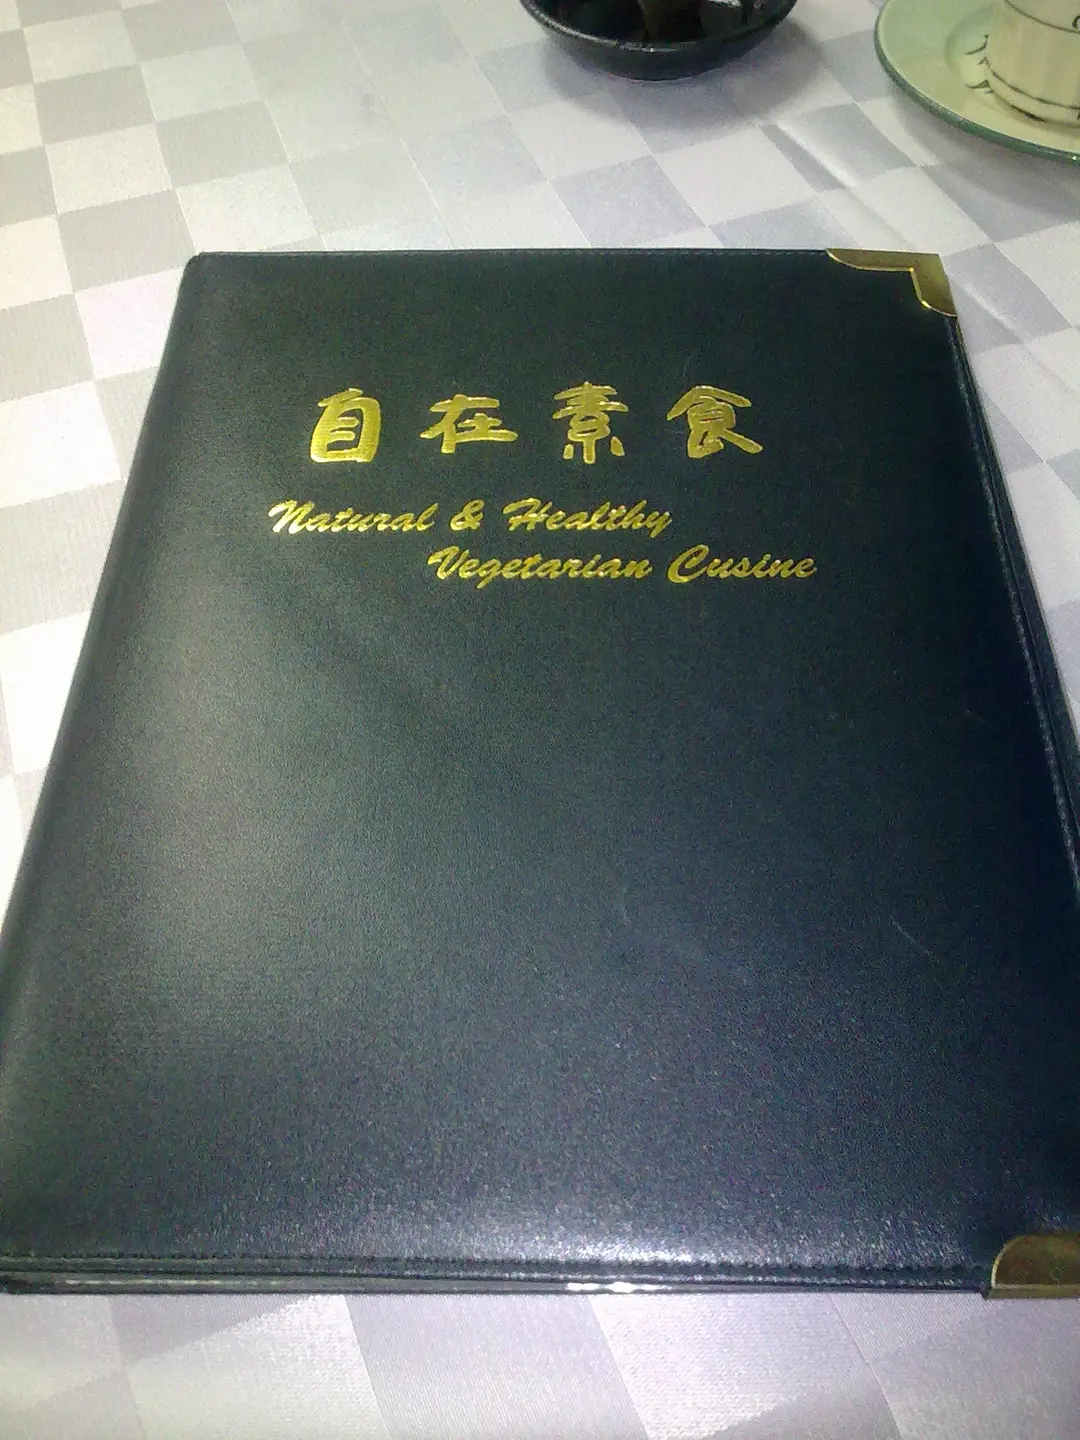 自在素食
Natural & Healthy
Vegetarian Cusine